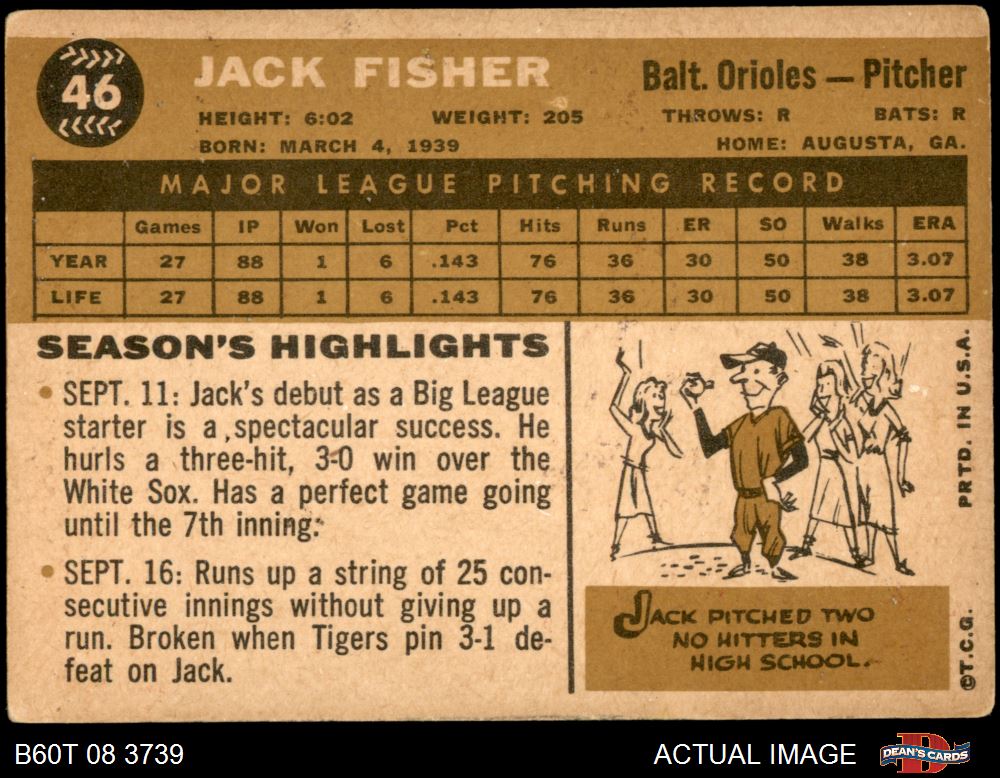 46
JACK FISHER
Balt. Orioles — Pitcher
HEIGHT: 6:02 WEIGHT: 205 THROWS: R BATS: R
BORN: MARCH 4, 1939 HOME: AUGUSTA, GA.
MAJOR LEAGUE PITCHING RECORD
Games IP Won Lost Pct Hits Runs ER SO Walks ERA
YEAR 27 88 1 6 .143 76 36 30 50 38 3.07
LIFE 27 88 1 6 .143 76 36 30 50 38 3.07
SEASON'S HIGHLIGHTS
• SEPT. 11: Jack's debut as a Big League
starter is a spectacular success. He
hurls a three-hit, 3-0 win over the
White Sox. Has a perfect game going
until the 7th inning.
• SEPT. 16: Runs up a string of 25 con-
secutive innings without giving up a
run. Broken when Tigers pin 3-1 de-
feat on Jack.
JACK PITCHED TWO
NO HITTERS IN
HIGH SCHOOL.
PRTD. IN U.S.A.
©T.C.G.
B60T 08 3739
ACTUAL IMAGE
DEAN'S CARDS